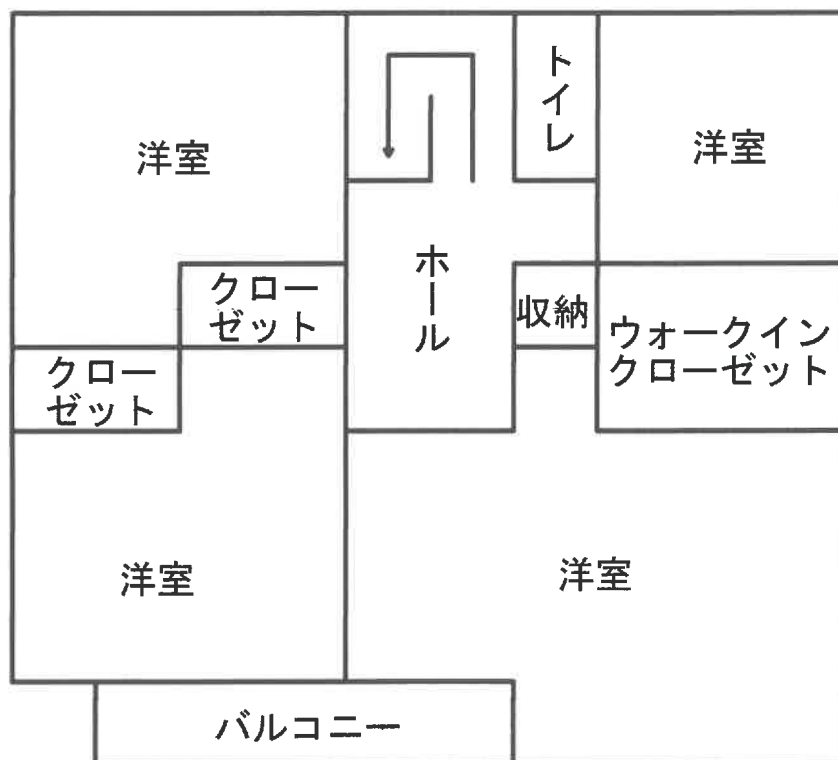 トイレ
洋室
洋室
ホール
クロー
ゼット
収納
ウォークイン
クローゼット
クロー
ゼット
洋室
洋室
バルコニー